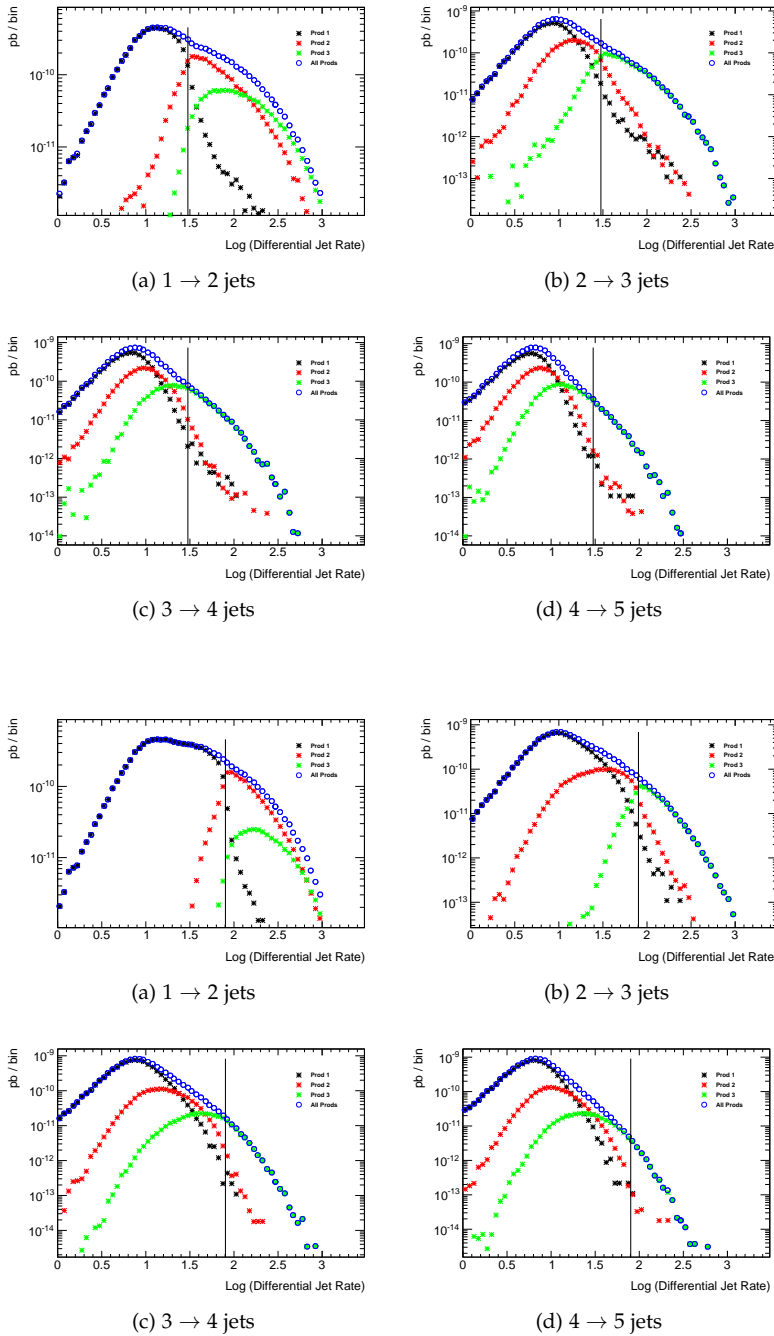 pb / bin
10⁻¹⁰
10⁻¹¹
Prod 1
Prod 2
Prod 3
All Prods
0 0.5 1 1.5 2 2.5 3
Log (Differential Jet Rate)
(a) 1 → 2 jets
pb / bin
10⁻⁹
10⁻¹⁰
10⁻¹¹
10⁻¹²
10⁻¹³
Prod 1
Prod 2
Prod 3
All Prods
0 0.5 1 1.5 2 2.5 3
Log (Differential Jet Rate)
(b) 2 → 3 jets
pb / bin
10⁻⁹
10⁻¹⁰
10⁻¹¹
10⁻¹²
10⁻¹³
10⁻¹⁴
Prod 1
Prod 2
Prod 3
All Prods
0 0.5 1 1.5 2 2.5 3
Log (Differential Jet Rate)
(c) 3 → 4 jets
pb / bin
10⁻⁹
10⁻¹⁰
10⁻¹¹
10⁻¹²
10⁻¹³
10⁻¹⁴
Prod 1
Prod 2
Prod 3
All Prods
0 0.5 1 1.5 2 2.5 3
Log (Differential Jet Rate)
(d) 4 → 5 jets
pb / bin
10⁻¹⁰
10⁻¹¹
Prod 1
Prod 2
Prod 3
All Prods
0 0.5 1 1.5 2 2.5 3
Log (Differential Jet Rate)
(a) 1 → 2 jets
pb / bin
10⁻⁹
10⁻¹⁰
10⁻¹¹
10⁻¹²
10⁻¹³
Prod 1
Prod 2
Prod 3
All Prods
0 0.5 1 1.5 2 2.5 3
Log (Differential Jet Rate)
(b) 2 → 3 jets
pb / bin
10⁻⁹
10⁻¹⁰
10⁻¹¹
10⁻¹²
10⁻¹³
10⁻¹⁴
Prod 1
Prod 2
Prod 3
All Prods
0 0.5 1 1.5 2 2.5 3
Log (Differential Jet Rate)
(c) 3 → 4 jets
pb / bin
10⁻⁹
10⁻¹⁰
10⁻¹¹
10⁻¹²
10⁻¹³
10⁻¹⁴
Prod 1
Prod 2
Prod 3
All Prods
0 0.5 1 1.5 2 2.5 3
Log (Differential Jet Rate)
(d) 4 → 5 jets